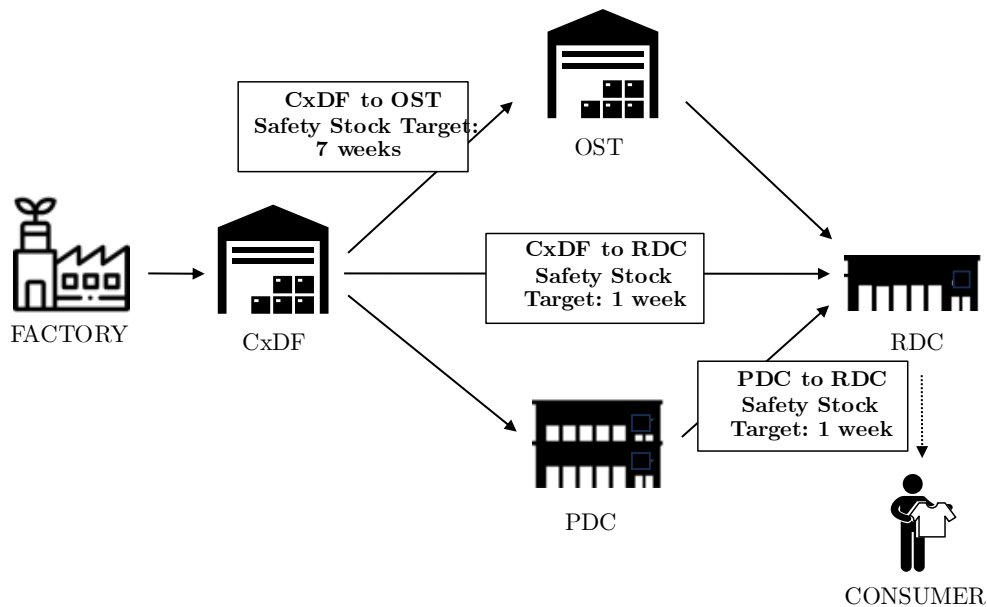 CxDF to OST
Safety Stock Target:
7 weeks
OST
FACTORY
CxDF
CxDF to RDC
Safety Stock
Target: 1 week
RDC
PDC to RDC
Safety Stock
Target: 1 week
PDC
CONSUMER